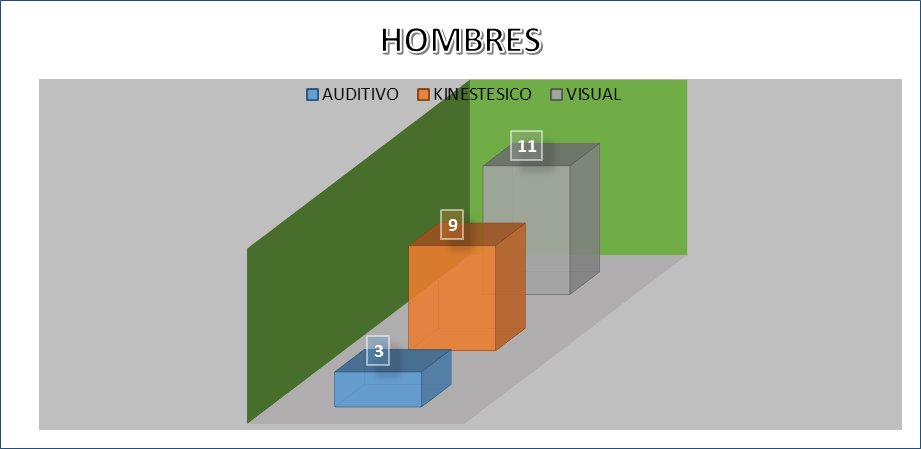 HOMBRES
AUDITIVO KINESTESICO VISUAL
11
9
3